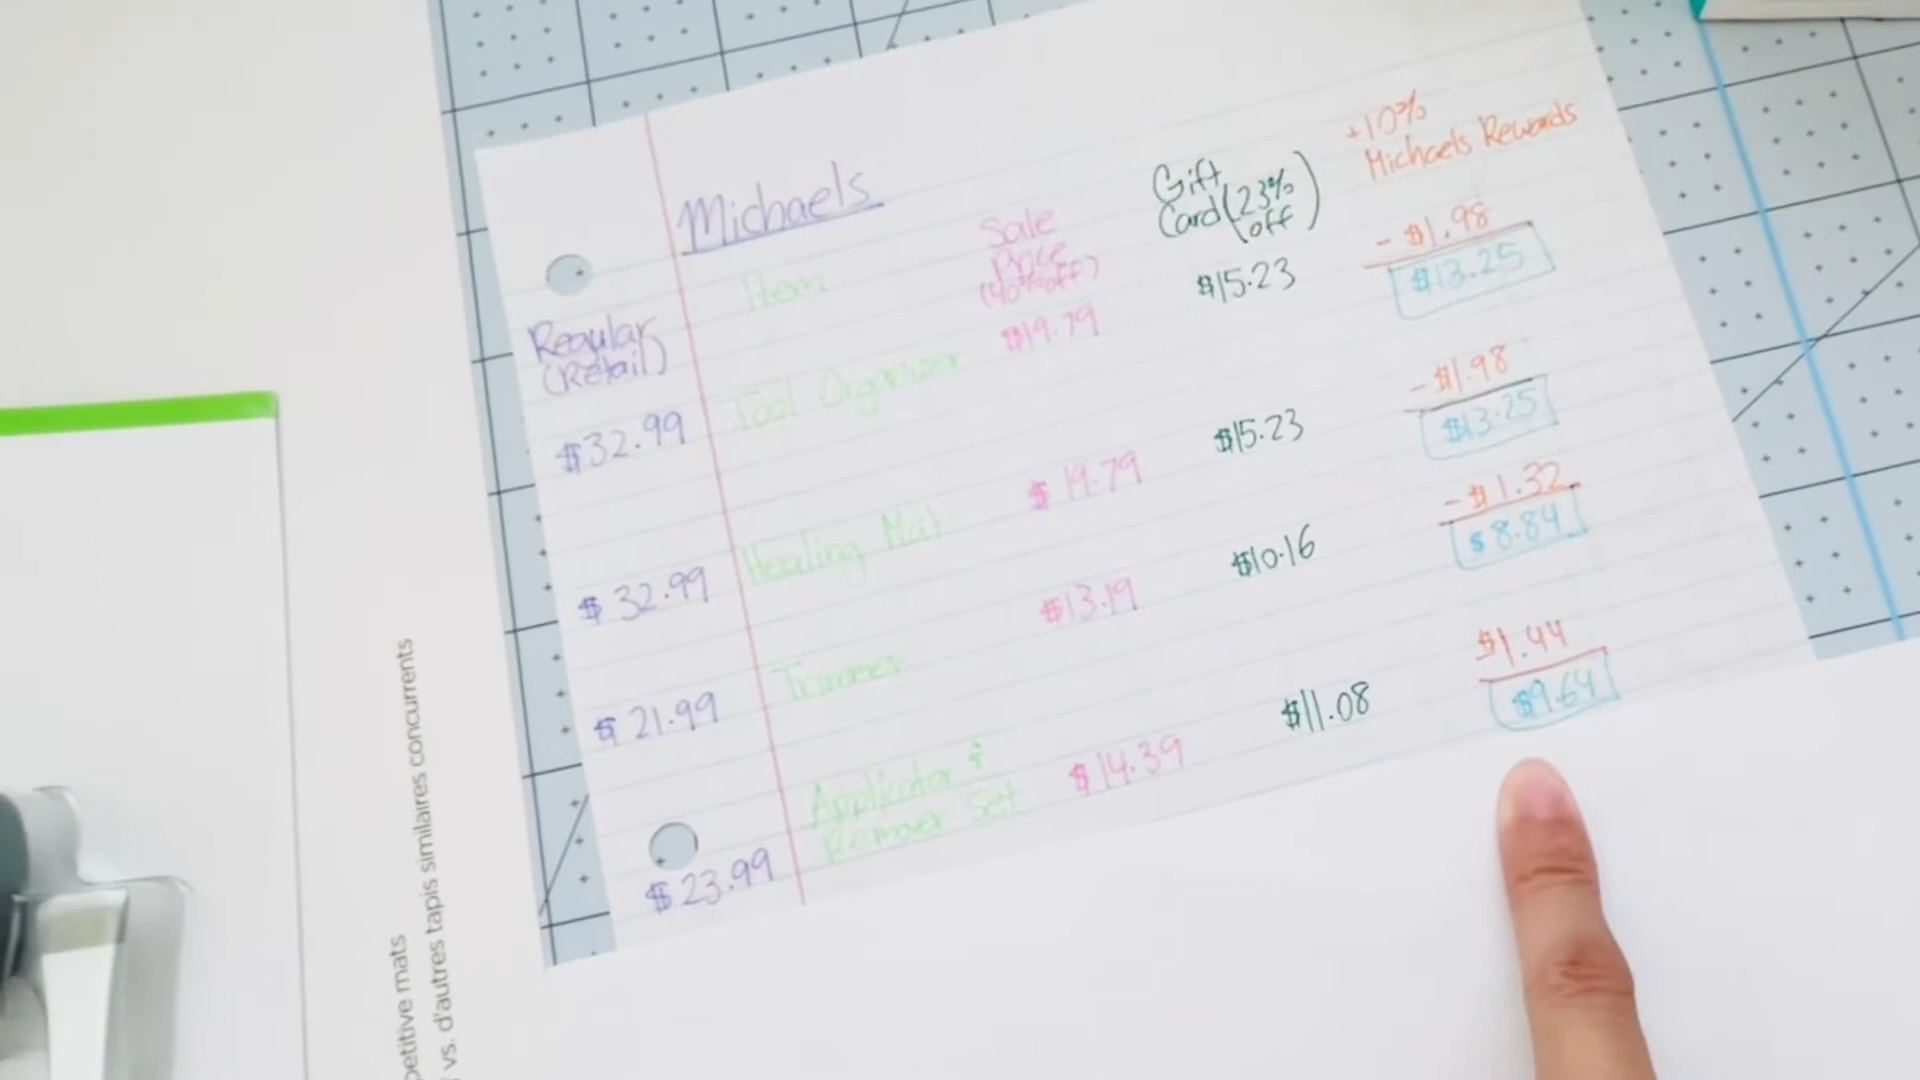 Michaels
+10%
Michaels Rewards
Gift
Card (23%
off)
Sale
Price
(40% off)
Item
Regular
(Retail)
$32.99 Tool Organizer $19.79 $15.23 - $1.98
$13.25
$32.99 Healing Mat $19.79 $15.23 - $1.98
$13.25
$21.99 Trimmer $13.19 $10.16 - $1.32
$8.84
$23.99 Applicator &
Remover Set $14.39 $11.08 $1.44
$9.64
petitive mats
vs. d'autres tapis similaires concurrents